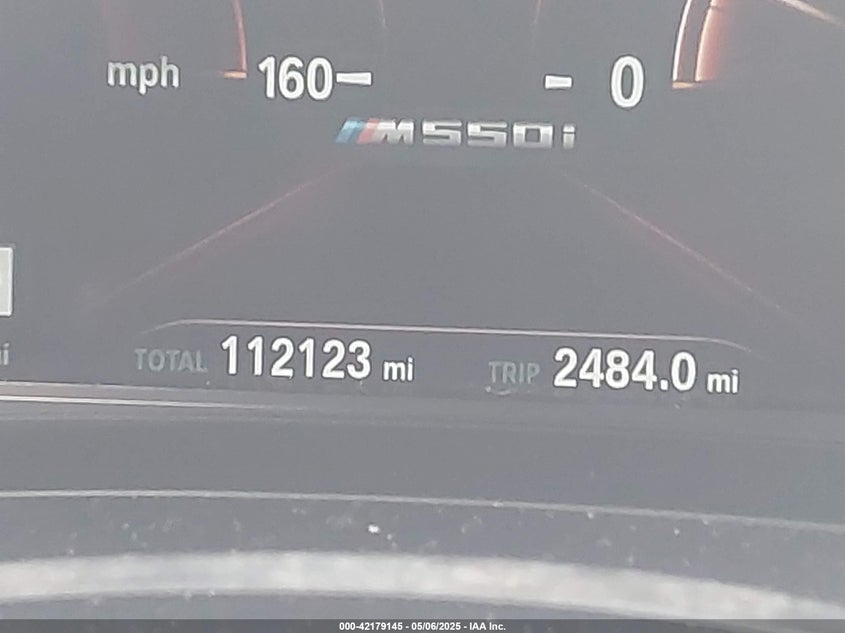 mph 160 0
M550i
TOTAL 112123 mi TRIP 2484.0 mi
000-42179145 - 05/06/2025 - IAA Inc.